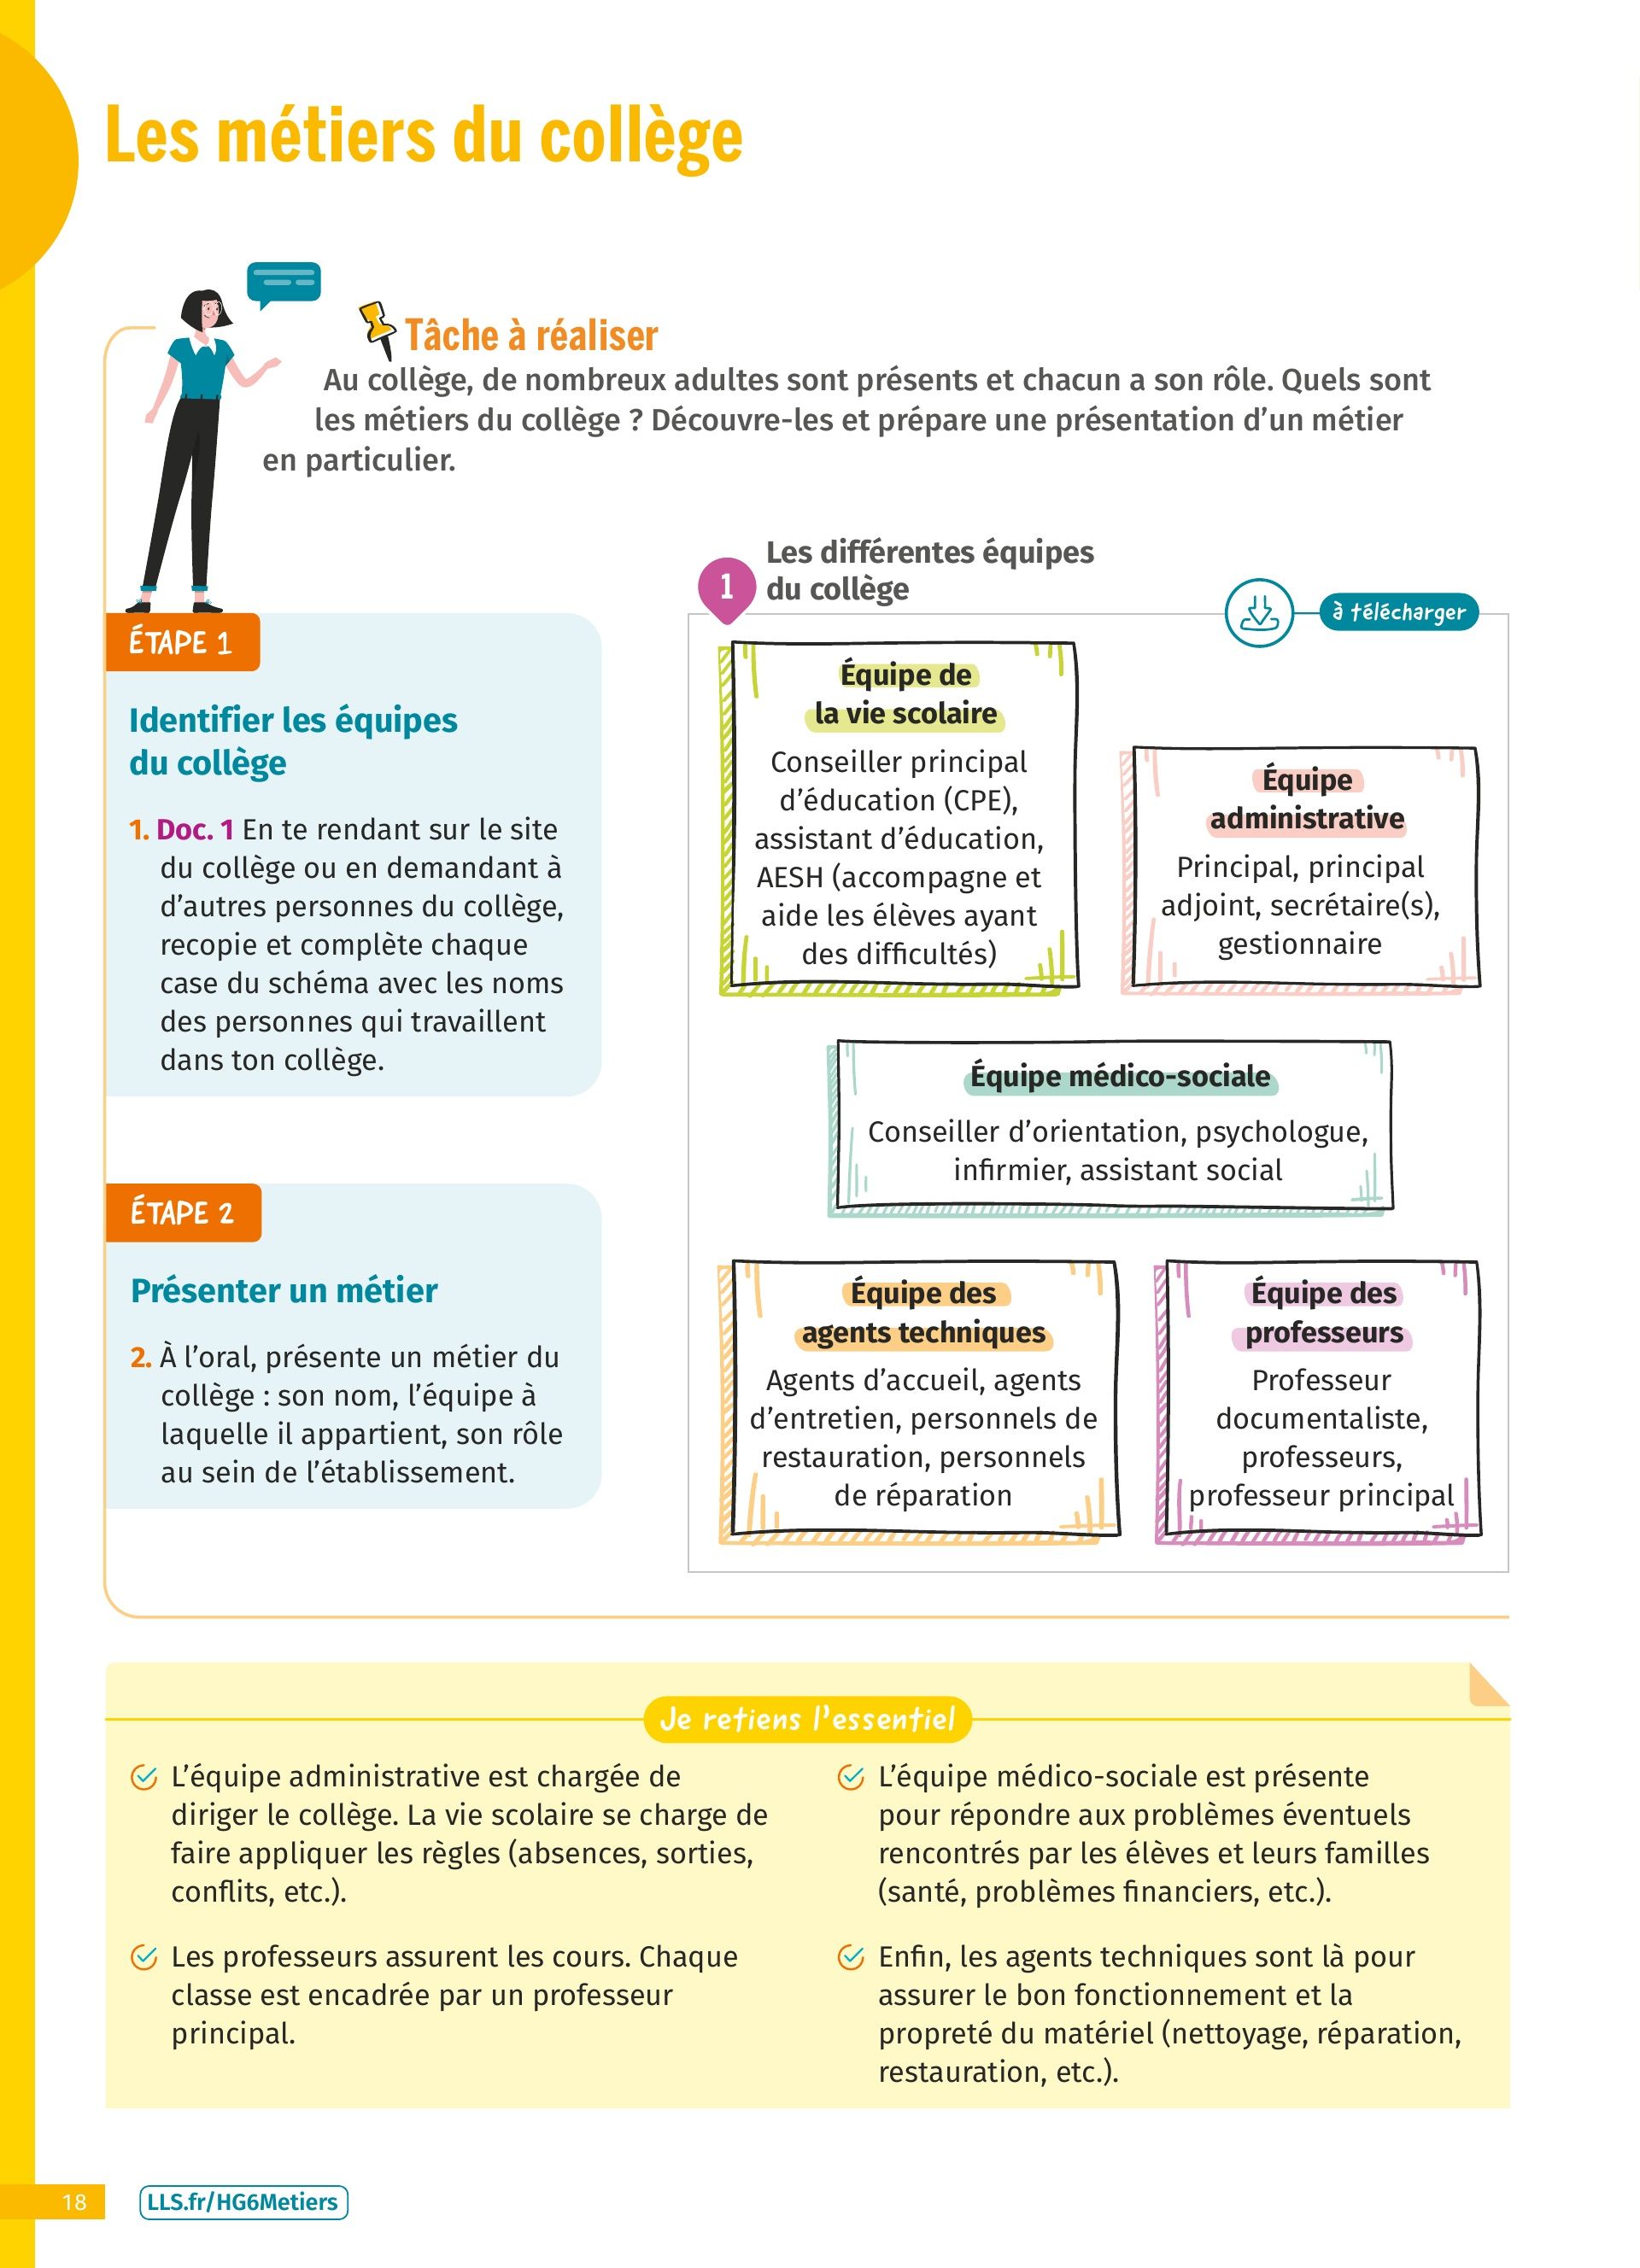 Les métiers du collège
Tâche à réaliser
Au collège, de nombreux adultes sont présents et chacun a son rôle. Quels sont
les métiers du collège ? Découvre-les et prépare une présentation d’un métier
en particulier.
ÉTAPE 1
Identifier les équipes
du collège
1. Doc. 1 En te rendant sur le site
du collège ou en demandant à
d’autres personnes du collège,
recopie et complète chaque
case du schéma avec les noms
des personnes qui travaillent
dans ton collège.
ÉTAPE 2
Présenter un métier
2. À l’oral, présente un métier du
collège : son nom, l’équipe à
laquelle il appartient, son rôle
au sein de l’établissement.
1
Les différentes équipes
du collège
à télécharger
Équipe de
la vie scolaire
Conseiller principal
d’éducation (CPE),
assistant d’éducation,
AESH (accompagne et
aide les élèves ayant
des difficultés)
Équipe
administrative
Principal, principal
adjoint, secrétaire(s),
gestionnaire
Équipe médico-sociale
Conseiller d’orientation, psychologue,
infirmier, assistant social
Équipe des
agents techniques
Agents d’accueil, agents
d’entretien, personnels de
restauration, personnels
de réparation
Équipe des
professeurs
Professeur
documentaliste,
professeurs,
professeur principal
Je retiens l’essentiel
L’équipe administrative est chargée de
diriger le collège. La vie scolaire se charge de
faire appliquer les règles (absences, sorties,
conflits, etc.).
Les professeurs assurent les cours. Chaque
classe est encadrée par un professeur
principal.
L’équipe médico-sociale est présente
pour répondre aux problèmes éventuels
rencontrés par les élèves et leurs familles
(santé, problèmes financiers, etc.).
Enfin, les agents techniques sont là pour
assurer le bon fonctionnement et la
propreté du matériel (nettoyage, réparation,
restauration, etc.).
18
LLS.fr/HG6Metiers